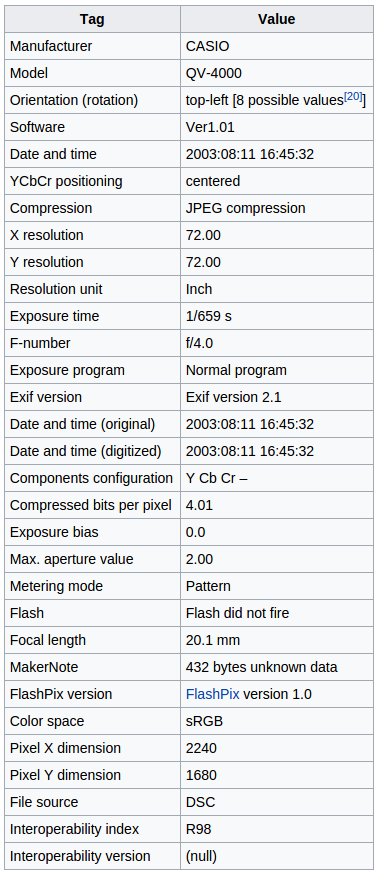 Tag Value
Manufacturer CASIO
Model QV-4000
Orientation (rotation) top-left [8 possible values[20]]
Software Ver1.01
Date and time 2003:08:11 16:45:32
YCbCr positioning centered
Compression JPEG compression
X resolution 72.00
Y resolution 72.00
Resolution unit Inch
Exposure time 1/659 s
F-number f/4.0
Exposure program Normal program
Exif version Exif version 2.1
Date and time (original) 2003:08:11 16:45:32
Date and time (digitized) 2003:08:11 16:45:32
Components configuration Y Cb Cr –
Compressed bits per pixel 4.01
Exposure bias 0.0
Max. aperture value 2.00
Metering mode Pattern
Flash Flash did not fire
Focal length 20.1 mm
MakerNote 432 bytes unknown data
FlashPix version FlashPix version 1.0
Color space sRGB
Pixel X dimension 2240
Pixel Y dimension 1680
File source DSC
Interoperability index R98
Interoperability version (null)